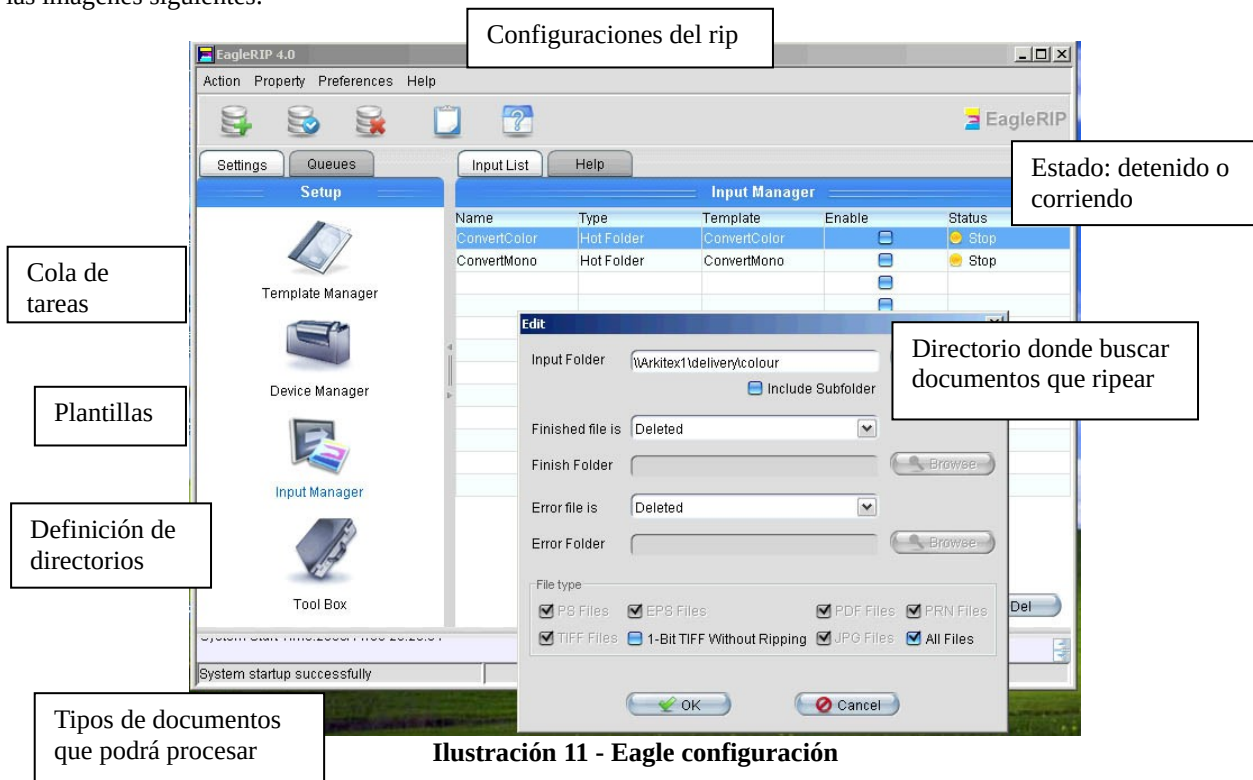 las imágenes siguientes:
Configuraciones del rip
EagleRIP 4.0
Action Property Preferences Help
EagleRIP
Settings Queues Input List Help
Estado: detenido o
corriendo
Setup
Input Manager
Name Type Template Enable Status
ConvertColor Hot Folder ConvertColor Stop
ConvertMono Hot Folder ConvertMono Stop
Cola de
tareas
Template Manager
Edit
Directorio donde buscar
documentos que ripear
Input Folder \\Arkitex1\delivery\colour
Include Subfolder
Device Manager
Plantillas
Finished file is Deleted
Finish Folder Browse
Input Manager
Error file is Deleted
Definición de
directorios
Error Folder Browse
File type
Tool Box
PS Files EPS Files PDF Files PRN Files
Del
TIFF Files 1-Bit TIFF Without Ripping JPG Files All Files
System startup successfully
OK Cancel
Tipos de documentos
que podrá procesar
Ilustración 11 - Eagle configuración